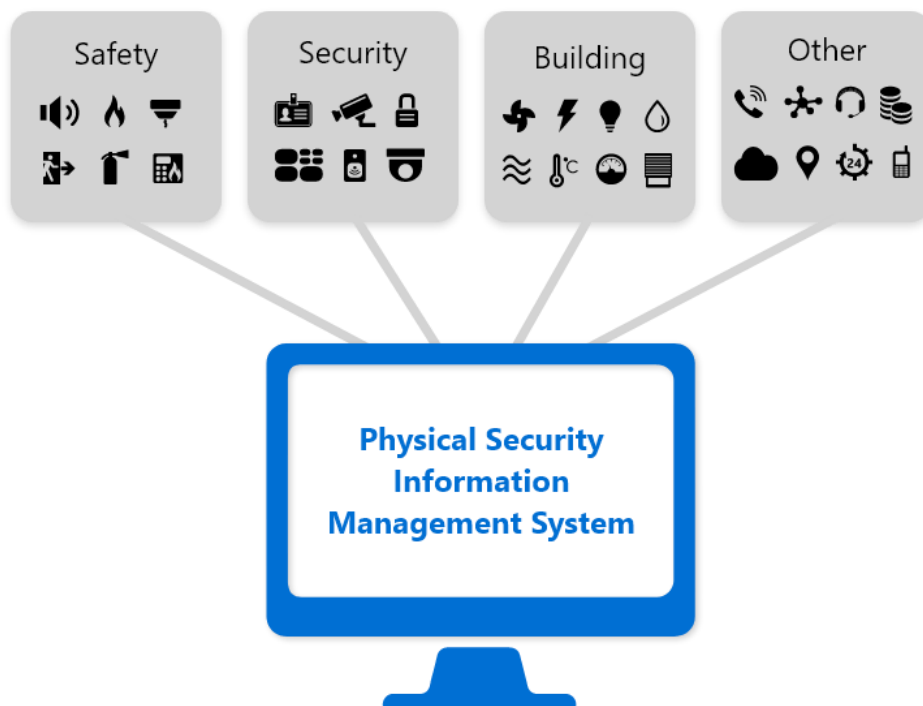 Safety
Security
Building
Other
°C
24
Physical Security
Information
Management System